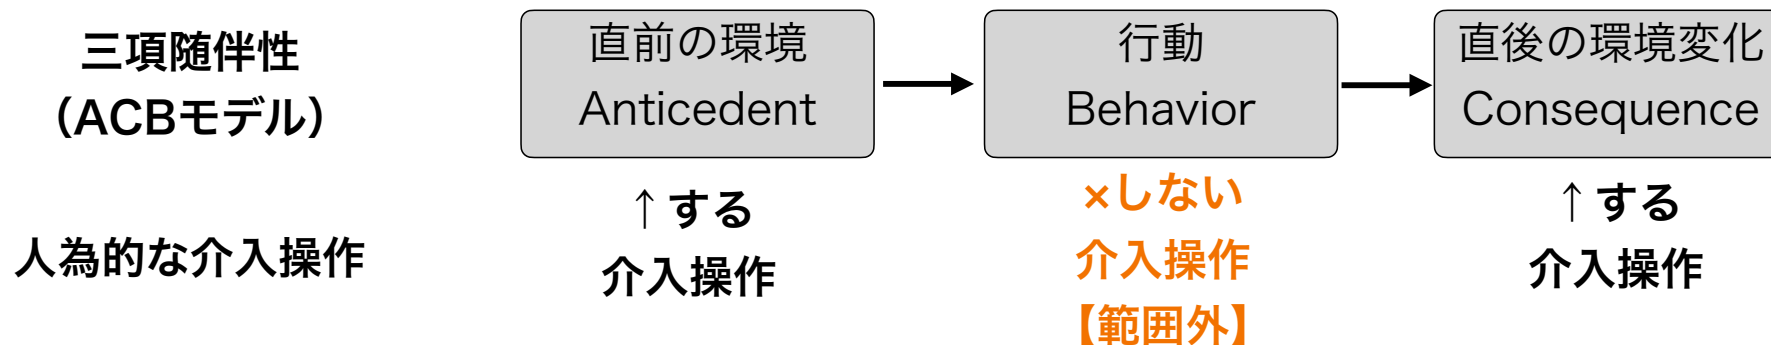 三項随伴性
（ACBモデル）
直前の環境
Anticedent
行動
Behavior
直後の環境変化
Consequence
人為的な介入操作
↑する
介入操作
×しない
介入操作
【範囲外】
↑する
介入操作